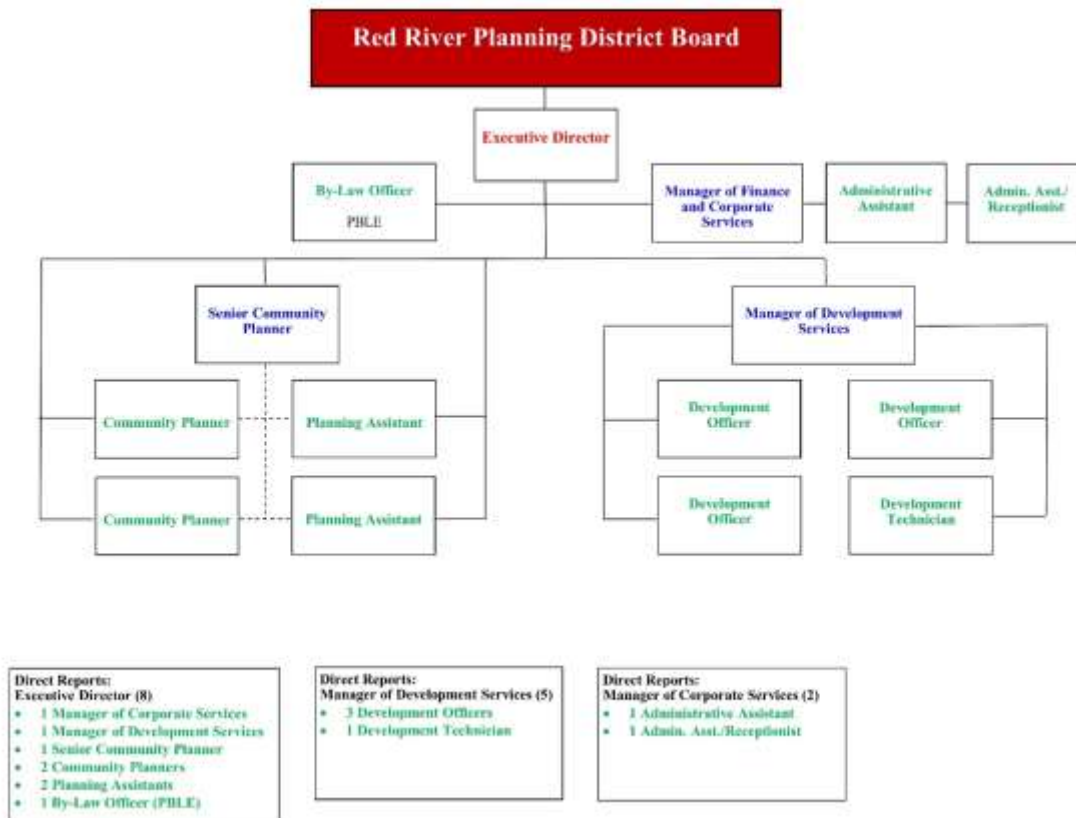 Red River Planning District Board
Executive Director
By-Law Officer
PBLE
Manager of Finance
and Corporate
Services
Administrative
Assistant
Admin. Asst./
Receptionist
Senior Community
Planner
Manager of Development
Services
Community Planner
Planning Assistant
Development
Officer
Development
Officer
Community Planner
Planning Assistant
Development
Officer
Development
Technician
Direct Reports:
Executive Director (8)
• 1 Manager of Corporate Services
• 1 Manager of Development Services
• 1 Senior Community Planner
• 2 Community Planners
• 2 Planning Assistants
• 1 By-Law Officer (PBLE)
Direct Reports:
Manager of Development Services (5)
• 3 Development Officers
• 1 Development Technician
Direct Reports:
Manager of Corporate Services (2)
• 1 Administrative Assistant
• 1 Admin. Asst./Receptionist